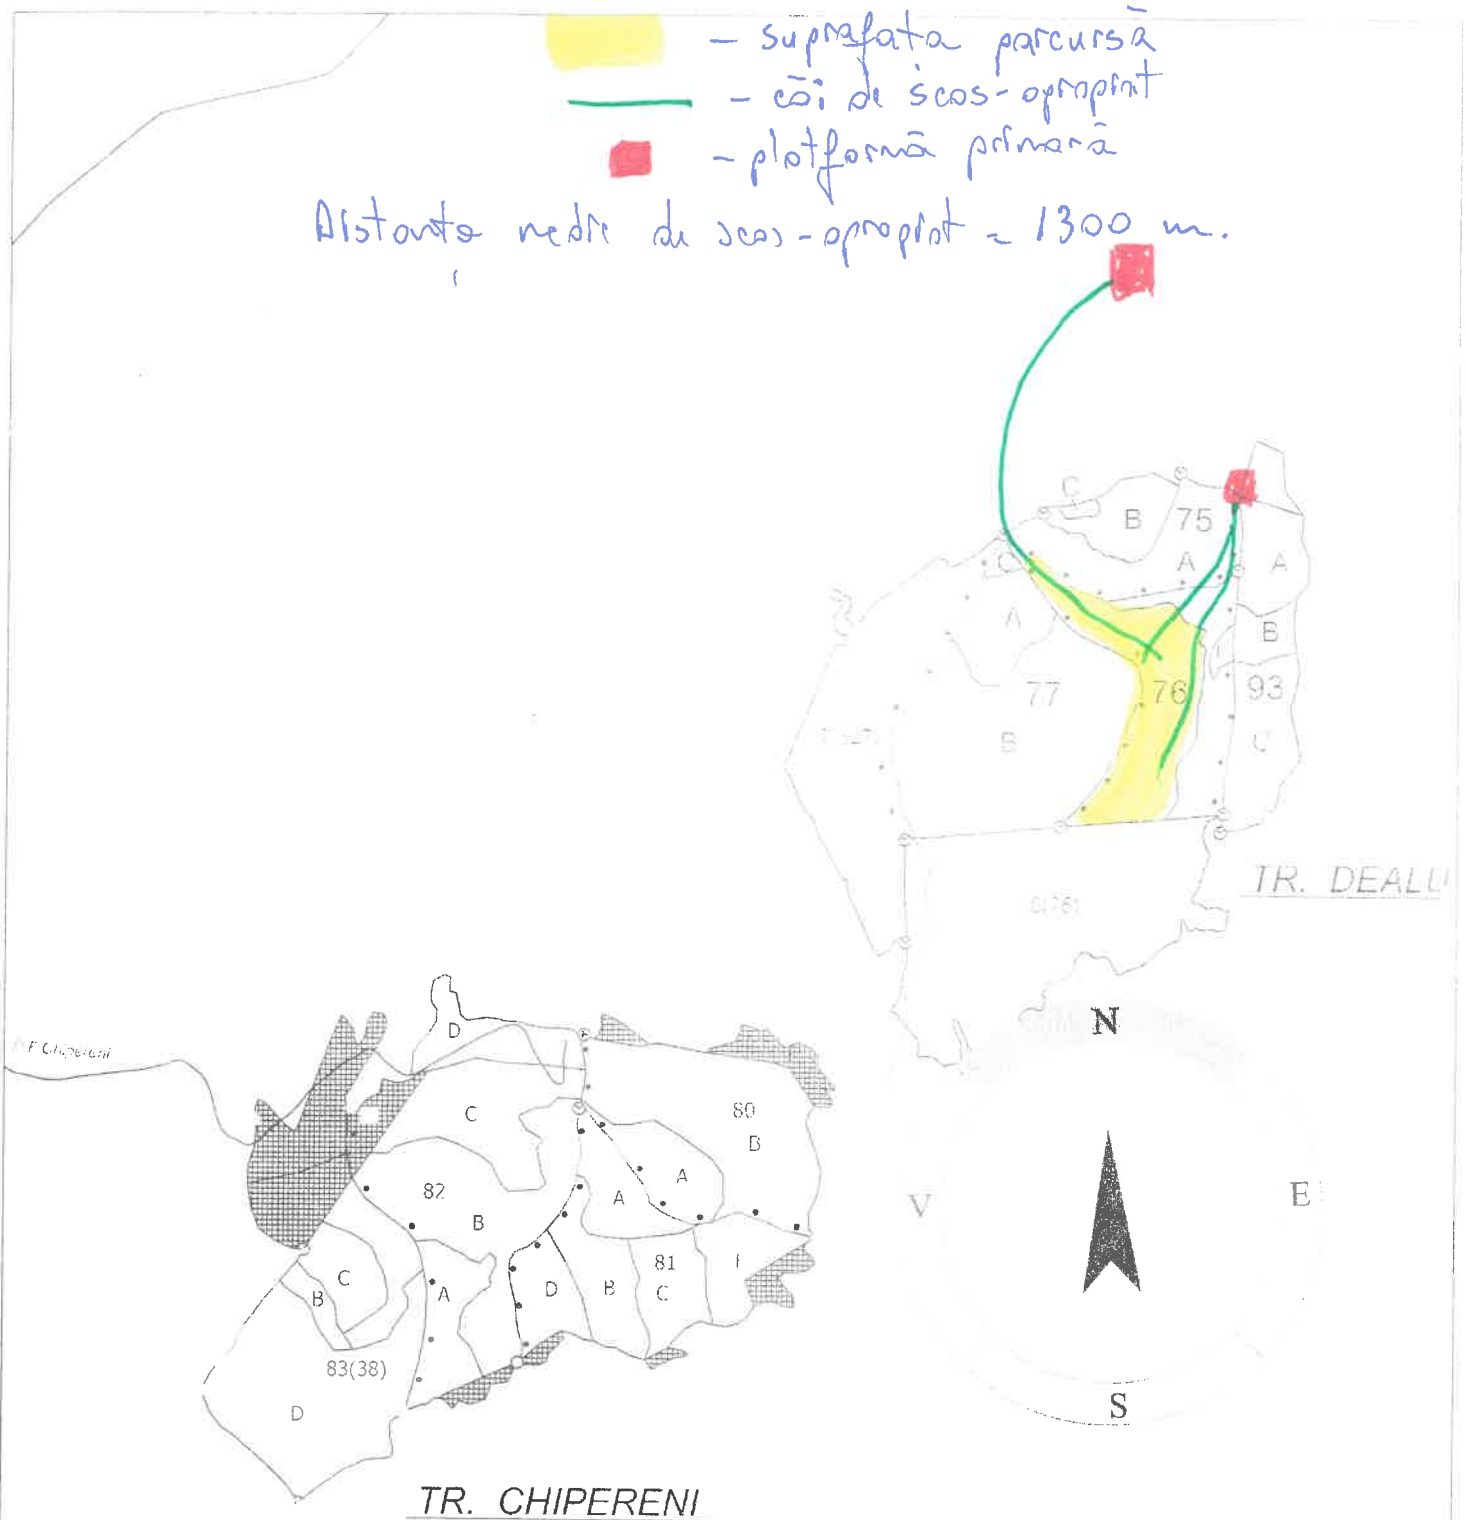 - suprafata parcursă
- căi de scos-apropiat
- platformă primară
Distanta medie de scos-apropiat = 1300 m.
C
B
75
A
A
C
A
B
77
76
93
B
C
TR. DEALU
D
F Chipereni
N
C
80
B
A
A
82
B
V
E
C
B
A
D
B
81
C
F
83(38)
D
S
TR. CHIPERENI